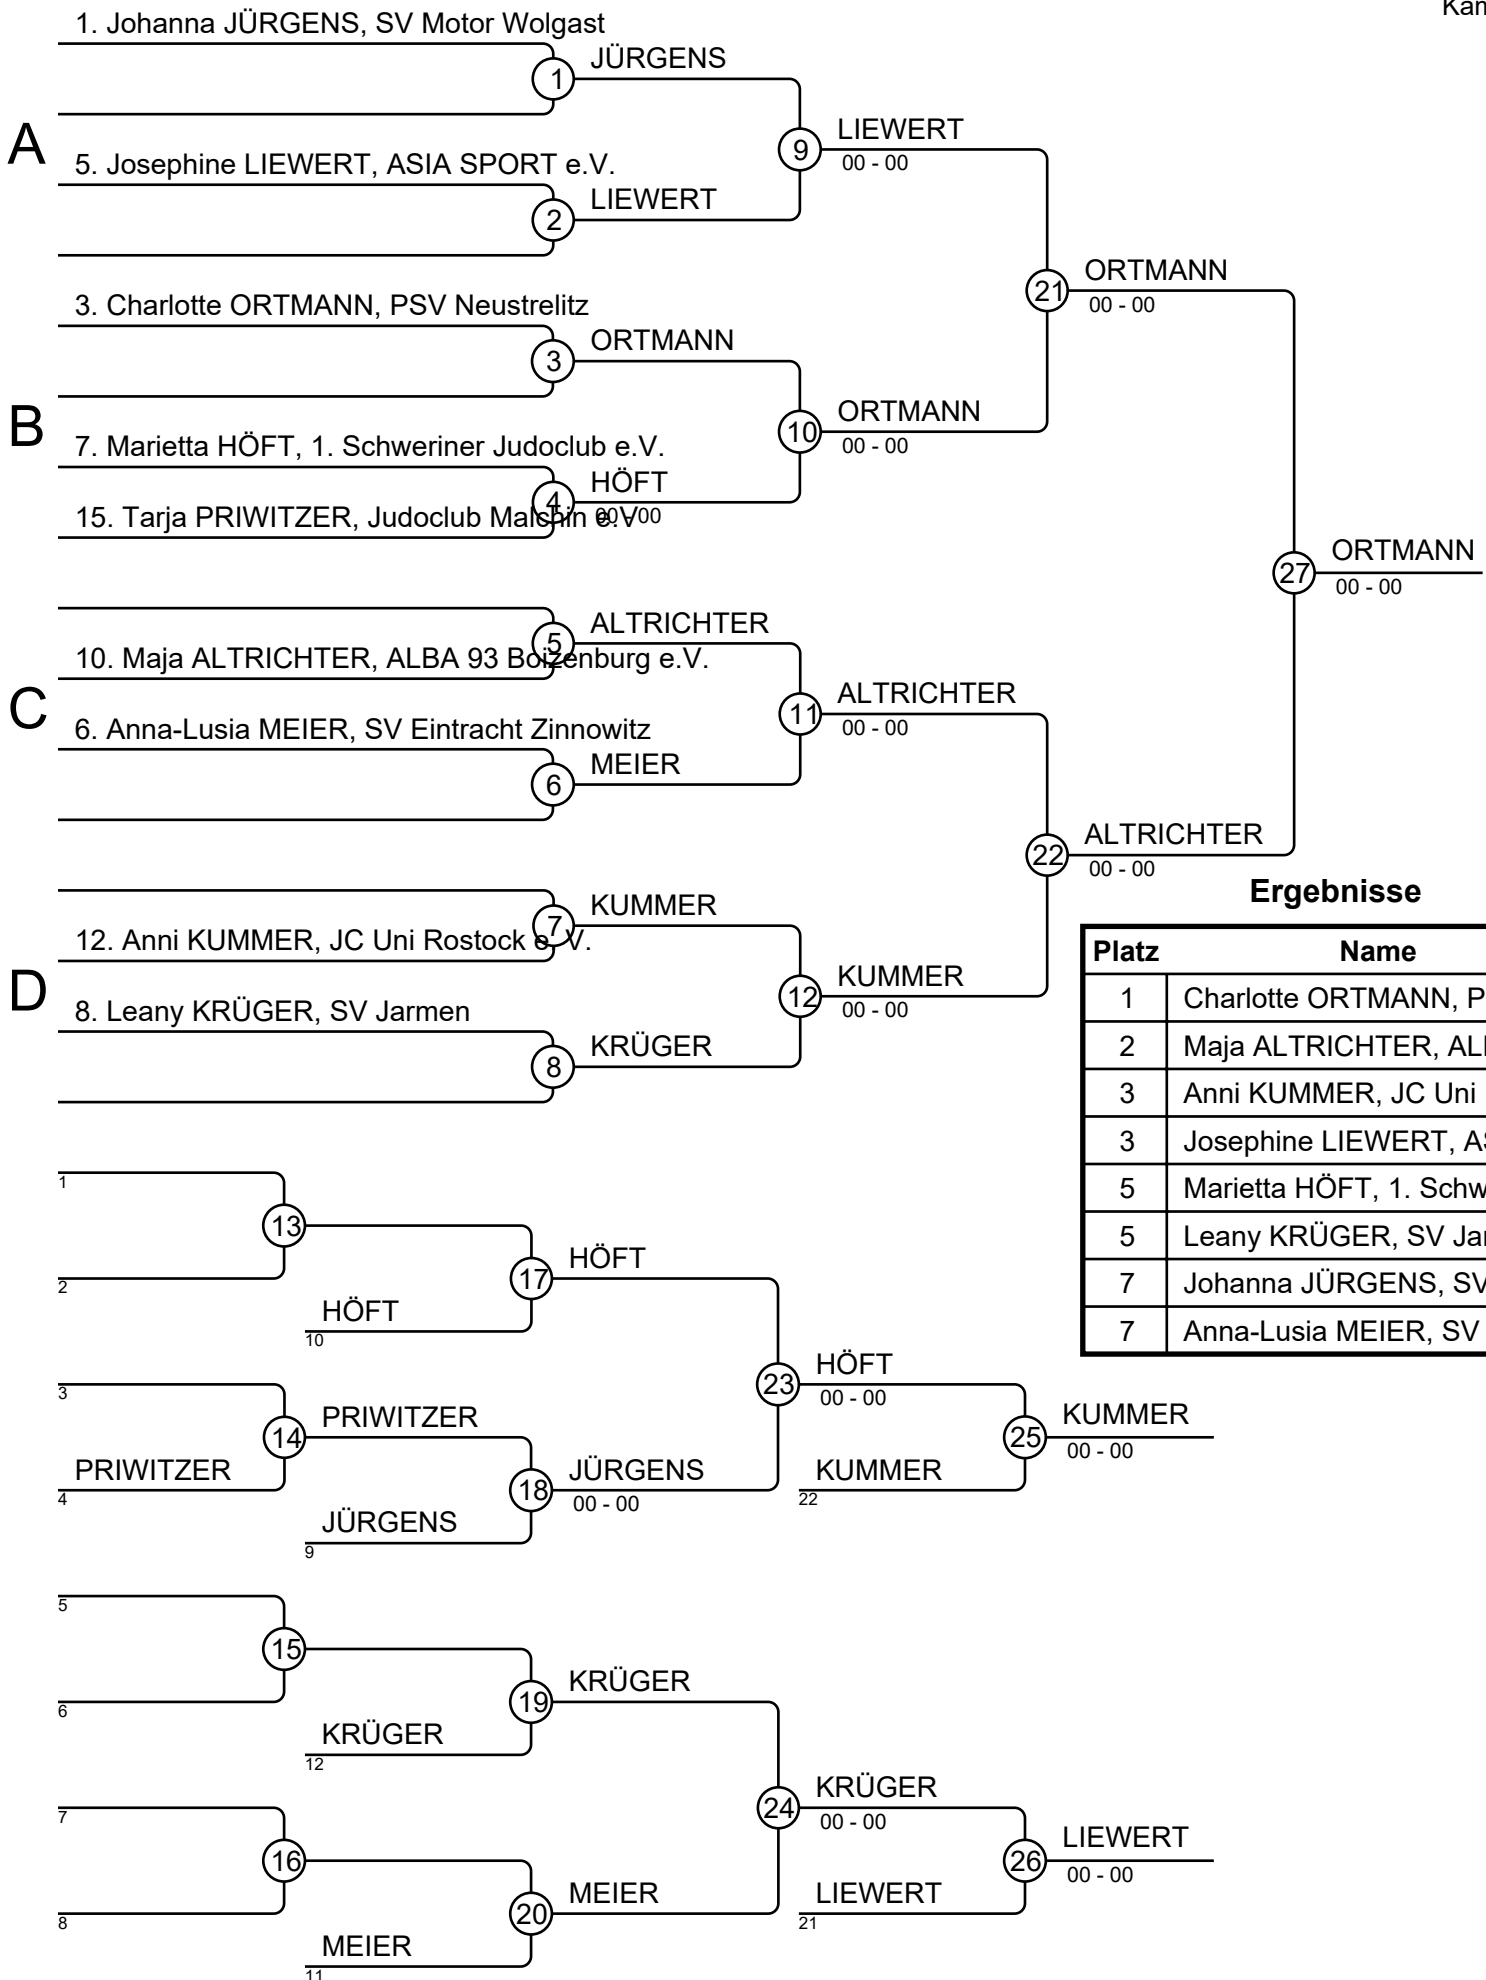 Kam
1. Johanna JÜRGENS, SV Motor Wolgast
1
JÜRGENS
A
5. Josephine LIEWERT, ASIA SPORT e.V.
2
LIEWERT
9
LIEWERT
00 - 00
3. Charlotte ORTMANN, PSV Neustrelitz
3
ORTMANN
B
7. Marietta HÖFT, 1. Schweriner Judoclub e.V.
15. Tarja PRIWITZER, Judoclub Malchin e.V.
4
HÖFT
00 - 00
10
ORTMANN
00 - 00
21
ORTMANN
00 - 00
5
ALTRICHTER
10. Maja ALTRICHTER, ALBA 93 Boizenburg e.V.
C
6. Anna-Lusia MEIER, SV Eintracht Zinnowitz
6
MEIER
11
ALTRICHTER
00 - 00
7
KUMMER
12. Anni KUMMER, JC Uni Rostock e. V.
D
8. Leany KRÜGER, SV Jarmen
8
KRÜGER
12
KUMMER
00 - 00
22
ALTRICHTER
00 - 00
27
ORTMANN
00 - 00
Ergebnisse
Platz Name
1 Charlotte ORTMANN, P
2 Maja ALTRICHTER, AL
3 Anni KUMMER, JC Uni
3 Josephine LIEWERT, A
5 Marietta HÖFT, 1. Schw
5 Leany KRÜGER, SV Jar
7 Johanna JÜRGENS, SV
7 Anna-Lusia MEIER, SV
1
13
2
17
HÖFT
HÖFT
10
3
14
PRIWITZER
PRIWITZER
4
18
JÜRGENS
00 - 00
JÜRGENS
9
23
HÖFT
00 - 00
KUMMER
22
25
KUMMER
00 - 00
5
15
6
19
KRÜGER
KRÜGER
12
7
16
8
20
MEIER
MEIER
11
24
KRÜGER
00 - 00
LIEWERT
21
26
LIEWERT
00 - 00